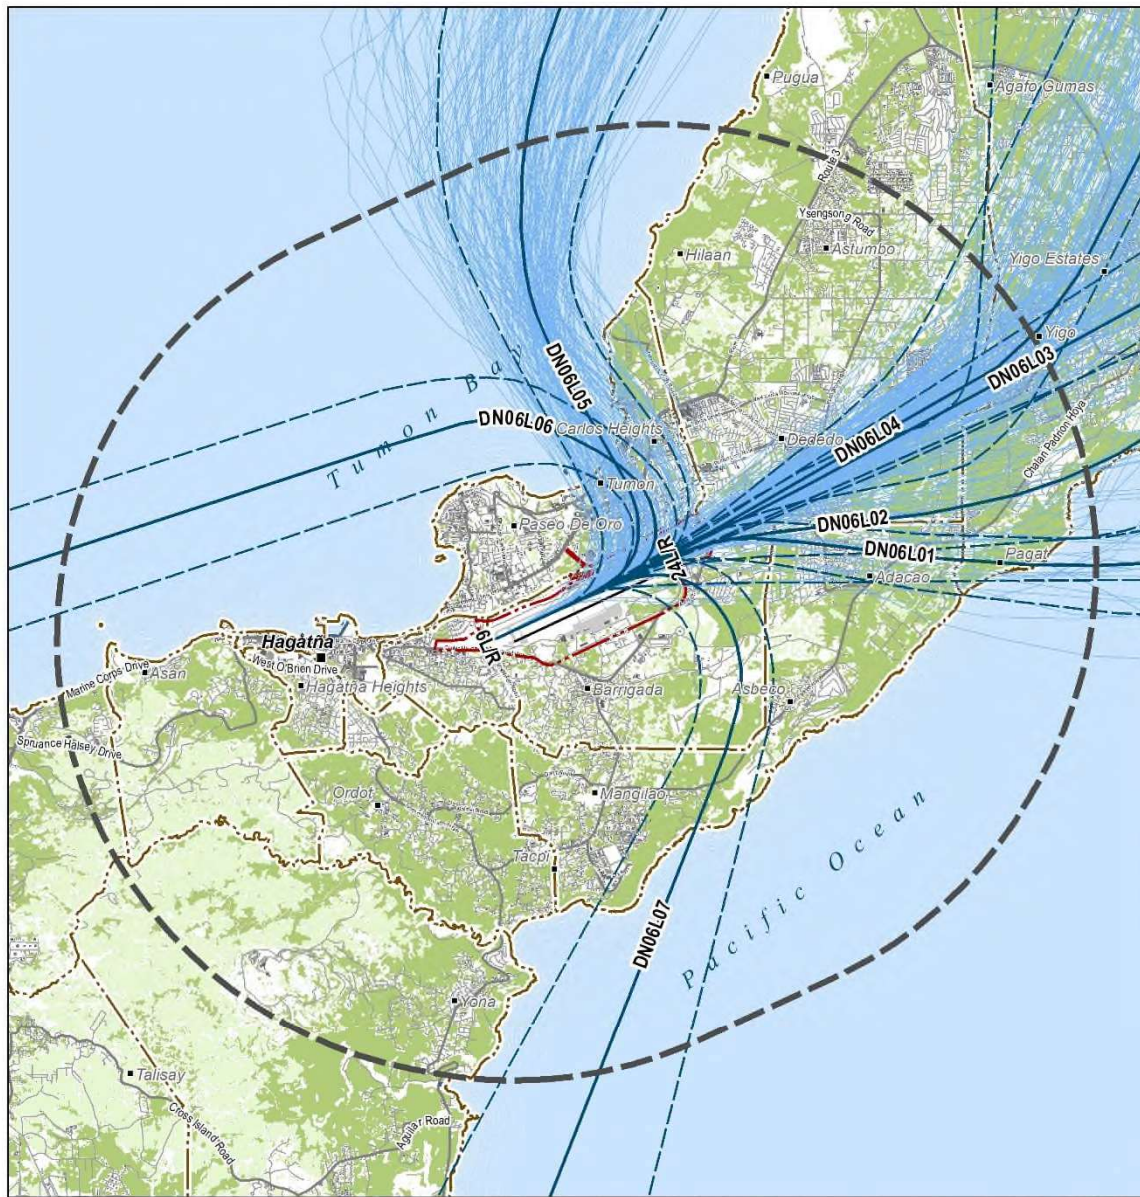 Pugua
Agafo Gumas
Route 3
Ysengsong Road
Astumbo
Hilaan
Yigo Estates
Yigo
DN06L03
DN06L05
Tumon Bay
DN06L06
Carlos Heights
Dededo
DN06L04
Chalan Padrion Hoya
Tumon
Paseo De Oro
DN06L02
DN06L01
Pagat
Adacao
24L/R
6L/R
Hagåtña
West O'Brien Drive
Marine Corps Drive
Asan
Hagatna Heights
Barrigada
Asbeco
Spruance Halsey Drive
Ordot
Mangilao
Tacpi
Pacific Ocean
DN06L07
Yona
Talisay
Cross Island Road
Aguilar Road